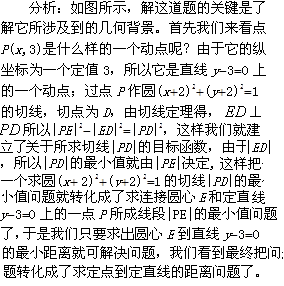 分析：如图所示，解这道题的关键是了
解它所涉及到的几何背景。首先我们来看点
P(x,3)是什么样的一个动点呢？由于它的纵
坐标为一个定值3，所以它是直线 y-3=0 上
的一个动点；过点 P 作圆(x+2)²+(y+2)²=1
的切线，切点为 D，由切线定理得， ED⊥
PD 所以|PE|²-|ED|²=|PD|²，这样我们就建
立了关于所求切线|PD|的目标函数，由于|ED|
，所以|PD|的最小值就由|PE|决定，这样把
一个求圆(x+2)²+(y+2)²=1的切线|PD|的最
小值问题就转化成了求连接圆心 E 和定直线
y-3=0 上的一点 P 所成线段|PE|的最小值问题
了，于是我们只要求出圆心 E 到直线 y-3=0
的最小距离就可解决问题，我们看到最终把问
题转化成了求定点到定直线的距离问题了。